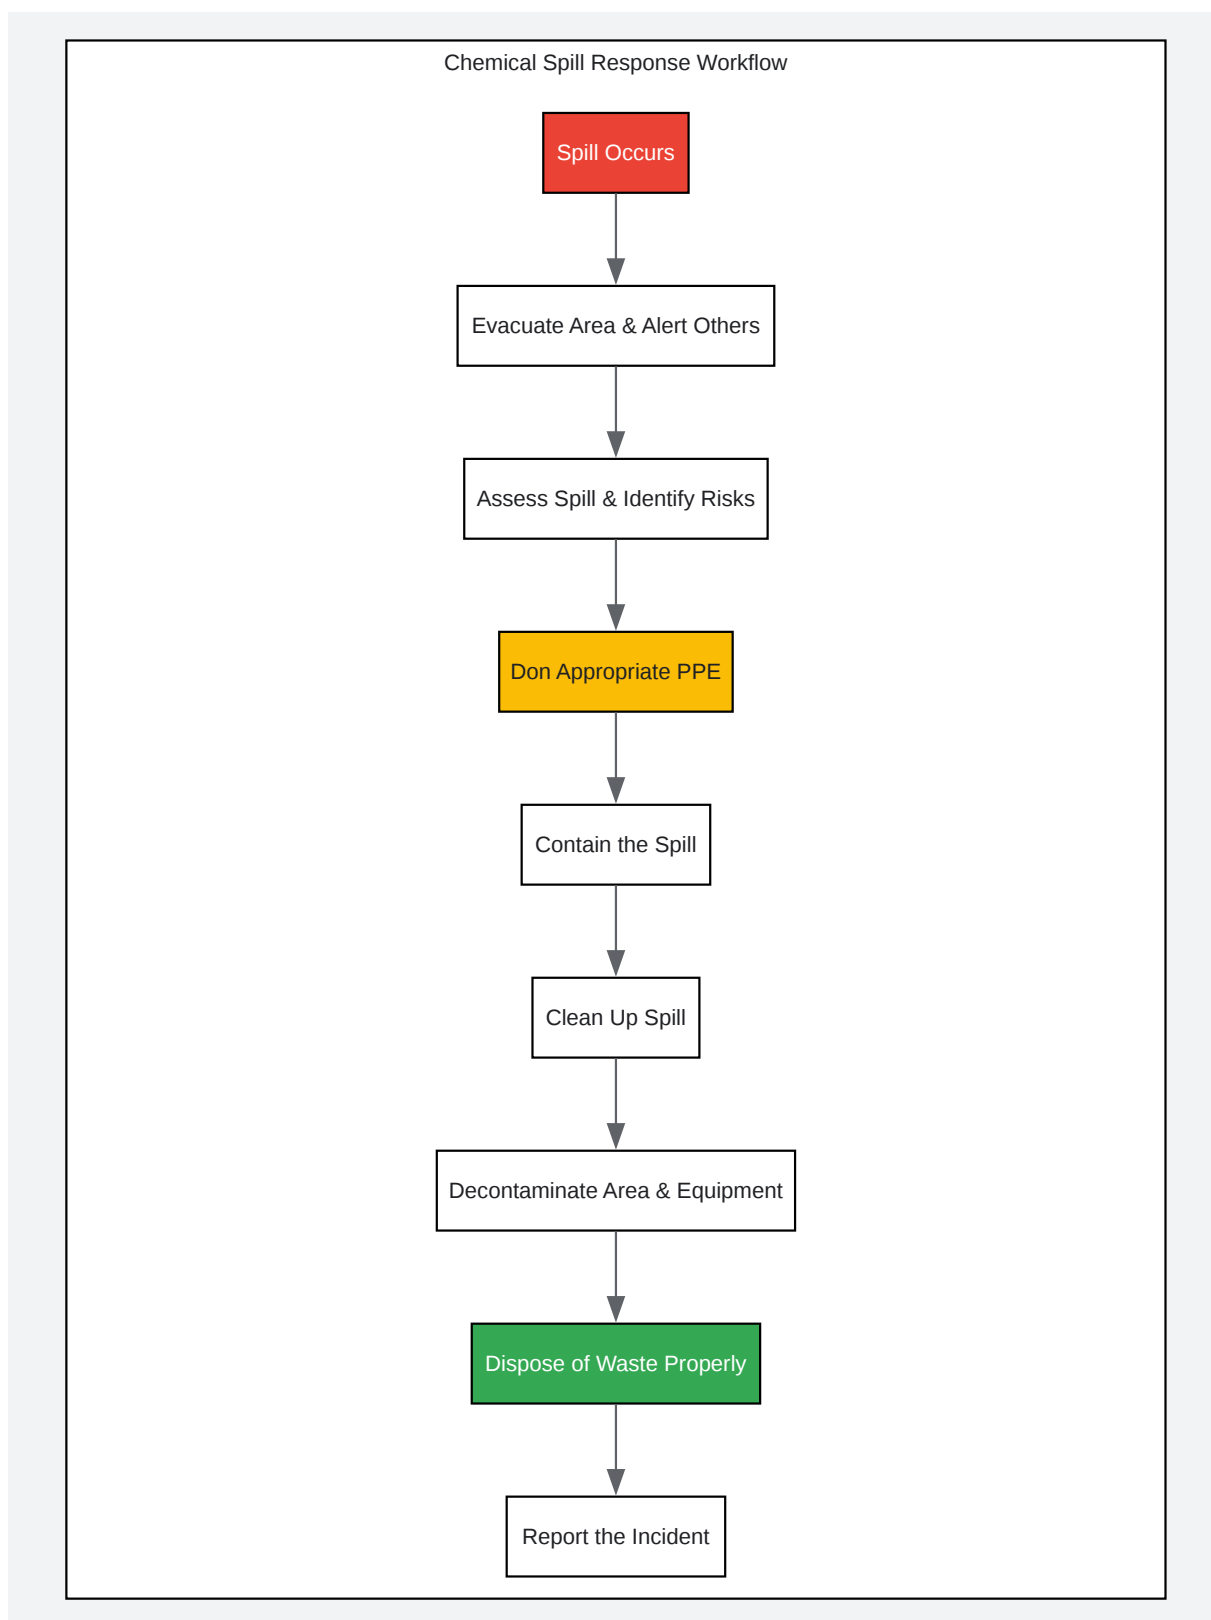 Chemical Spill Response Workflow
Spill Occurs
Evacuate Area & Alert Others
Assess Spill & Identify Risks
Don Appropriate PPE
Contain the Spill
Clean Up Spill
Decontaminate Area & Equipment
Dispose of Waste Properly
Report the Incident